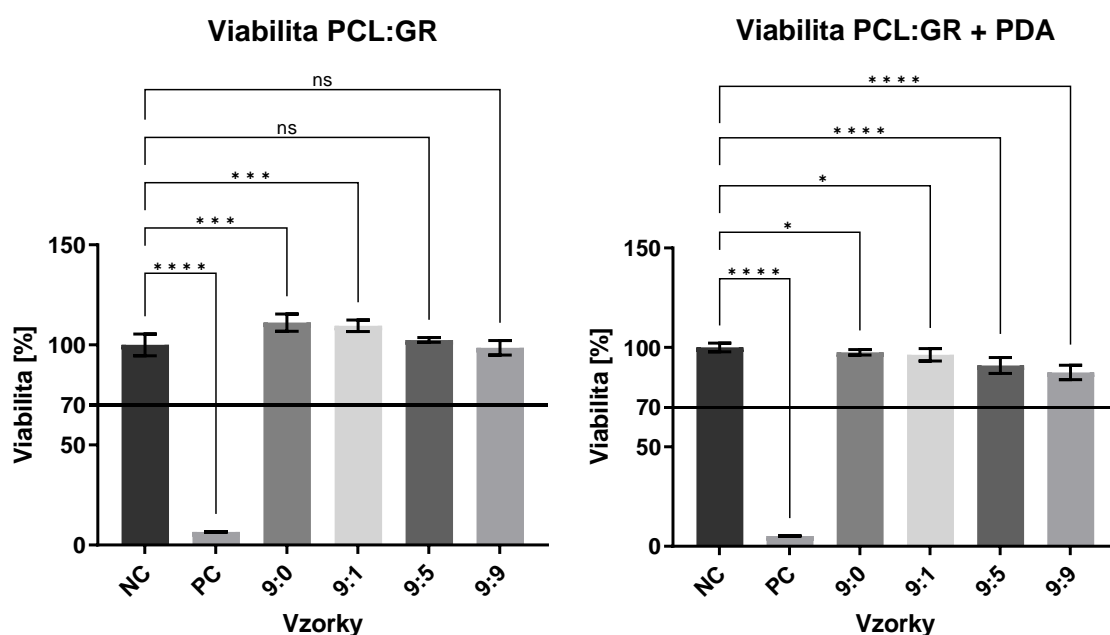 Viabilita PCL:GR
ns
ns
* * *
* * *
* * * *
150
100
70
50
0
Viabilita [%]
NC
PC
9:0
9:1
9:5
9:9
Vzorky
Viabilita PCL:GR + PDA
* * * *
* * * *
*
*
* * * *
150
100
70
50
0
Viabilita [%]
NC
PC
9:0
9:1
9:5
9:9
Vzorky